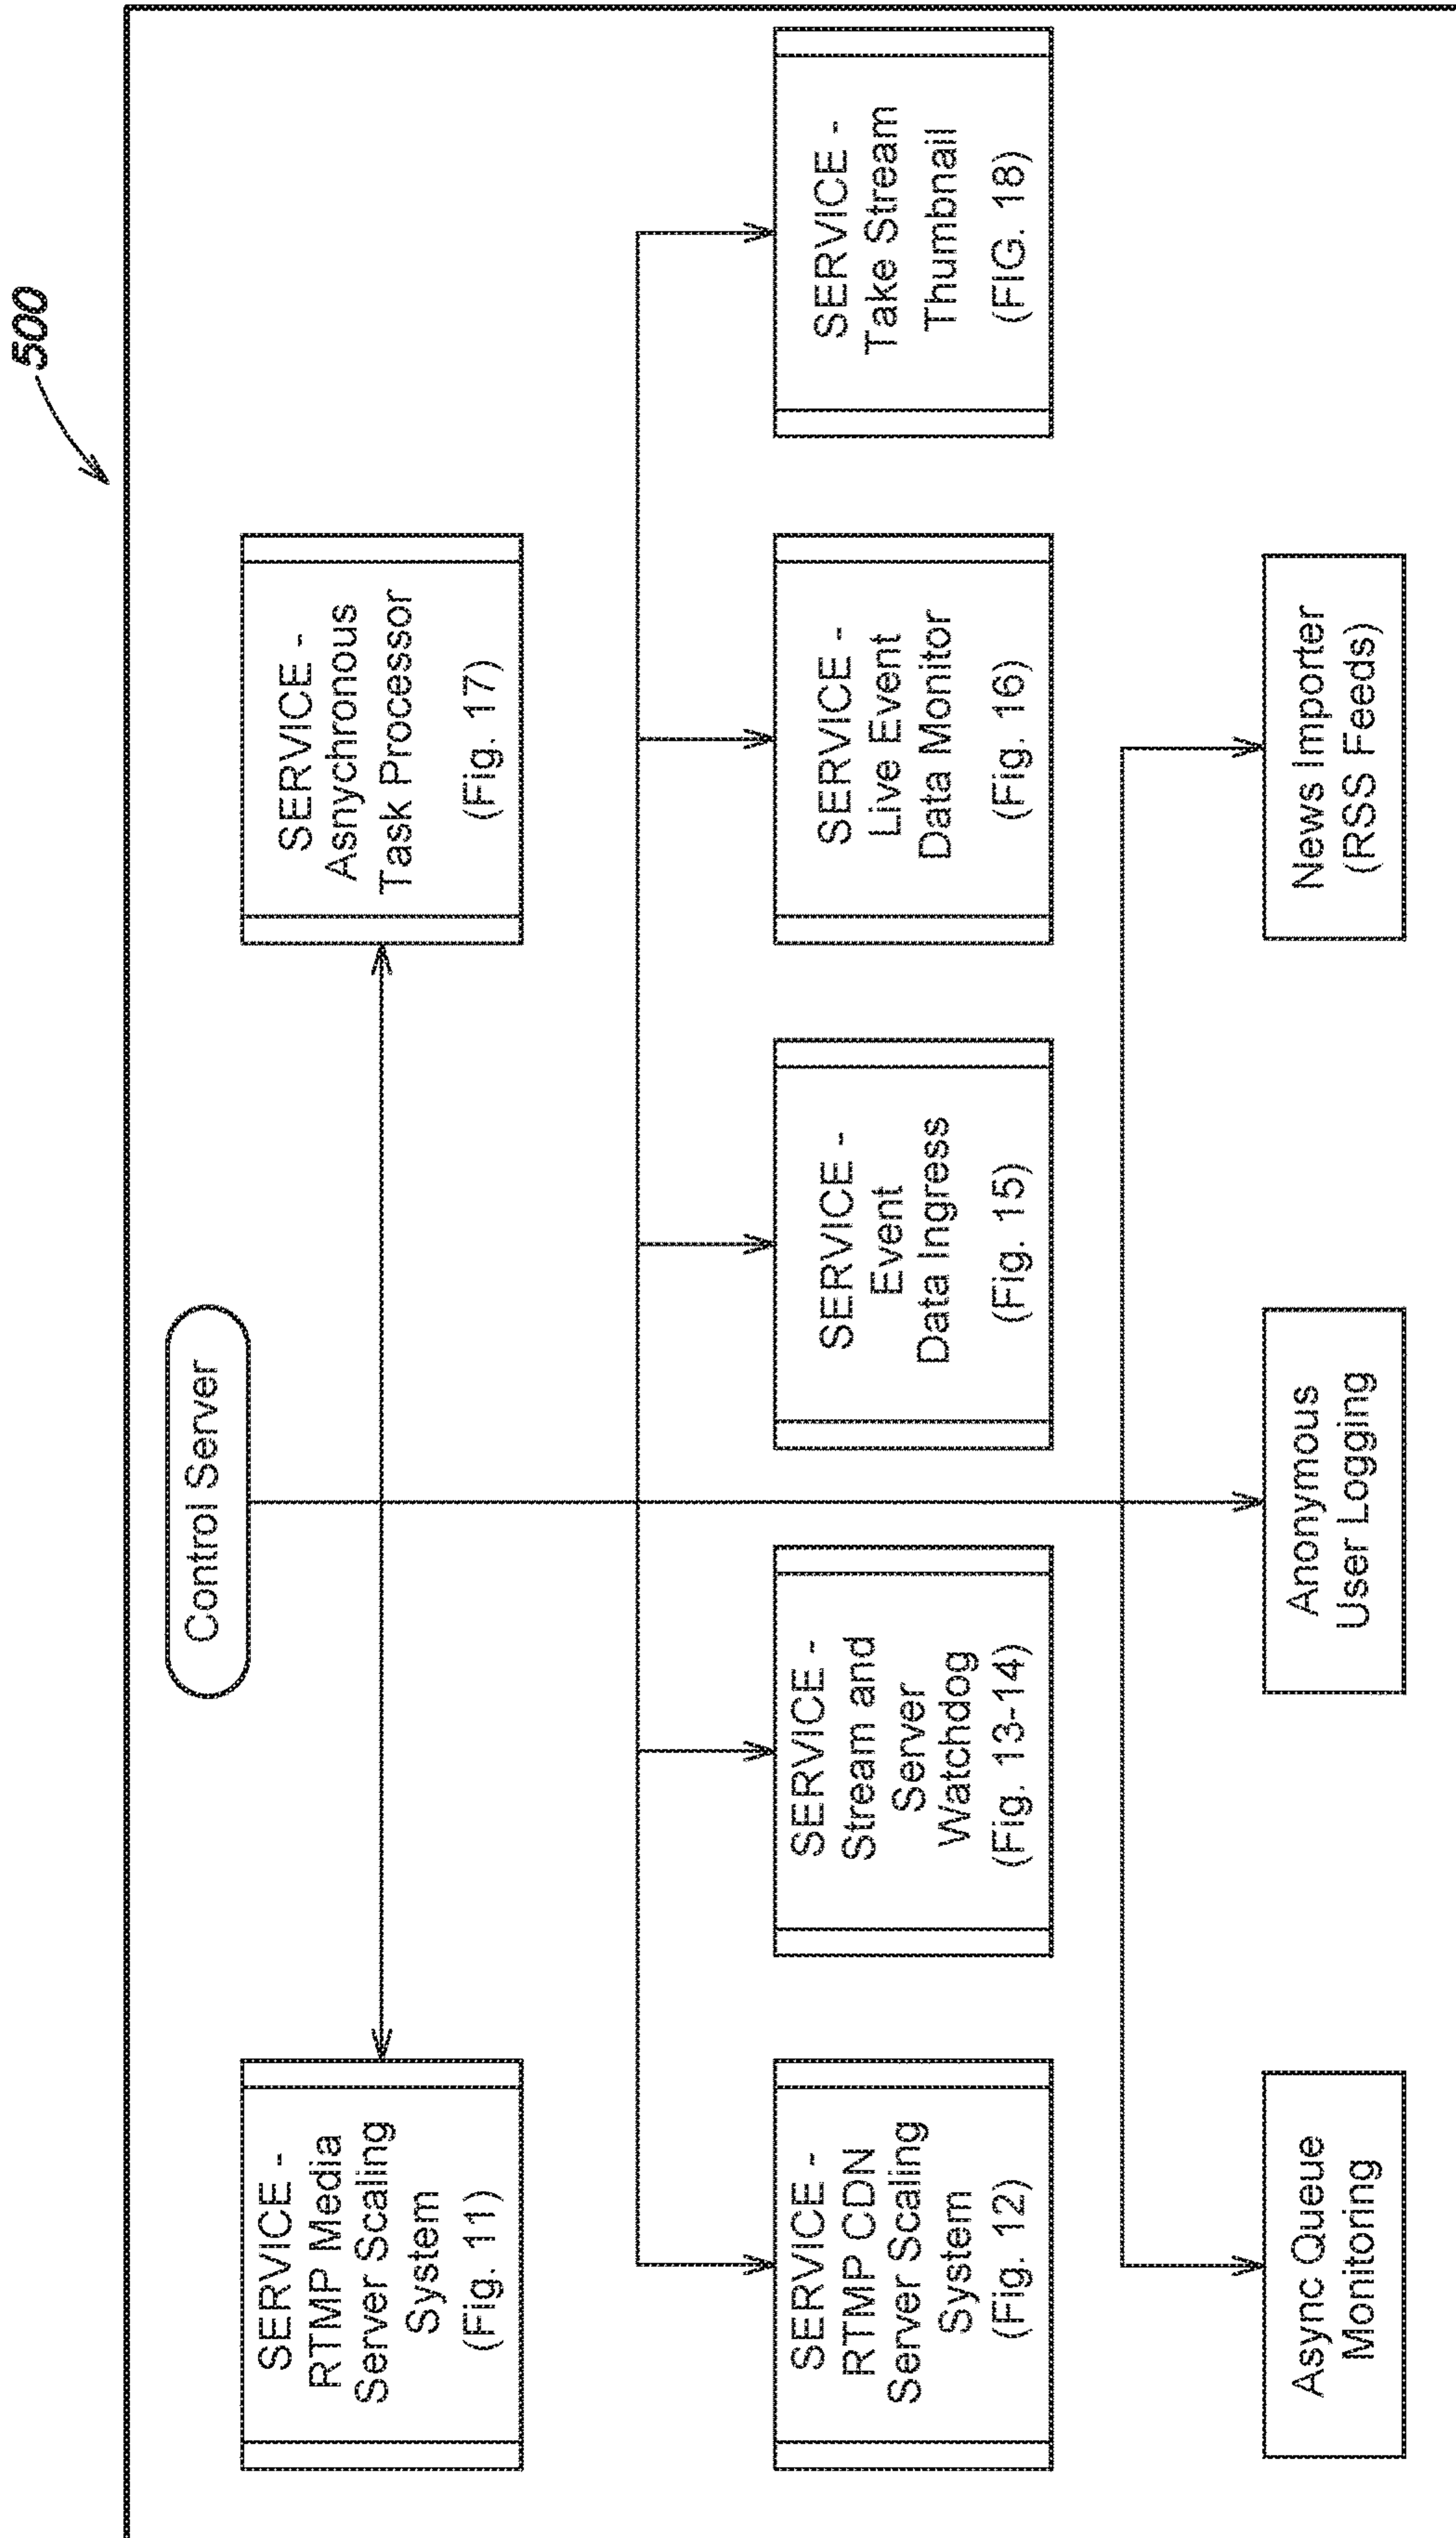 500
Control Server
SERVICE -
RTMP Media
Server Scaling
System
(Fig. 11)
SERVICE -
Asnychronous
Task Processor
(Fig. 17)
SERVICE -
RTMP CDN
Server Scaling
System
(Fig. 12)
SERVICE -
Stream and
Server
Watchdog
(Fig. 13-14)
SERVICE -
Event
Data Ingress
(Fig. 15)
SERVICE -
Live Event
Data Monitor
(Fig. 16)
SERVICE -
Take Stream
Thumbnail
(FIG. 18)
Async Queue
Monitoring
Anonymous
User Logging
News Importer
(RSS Feeds)